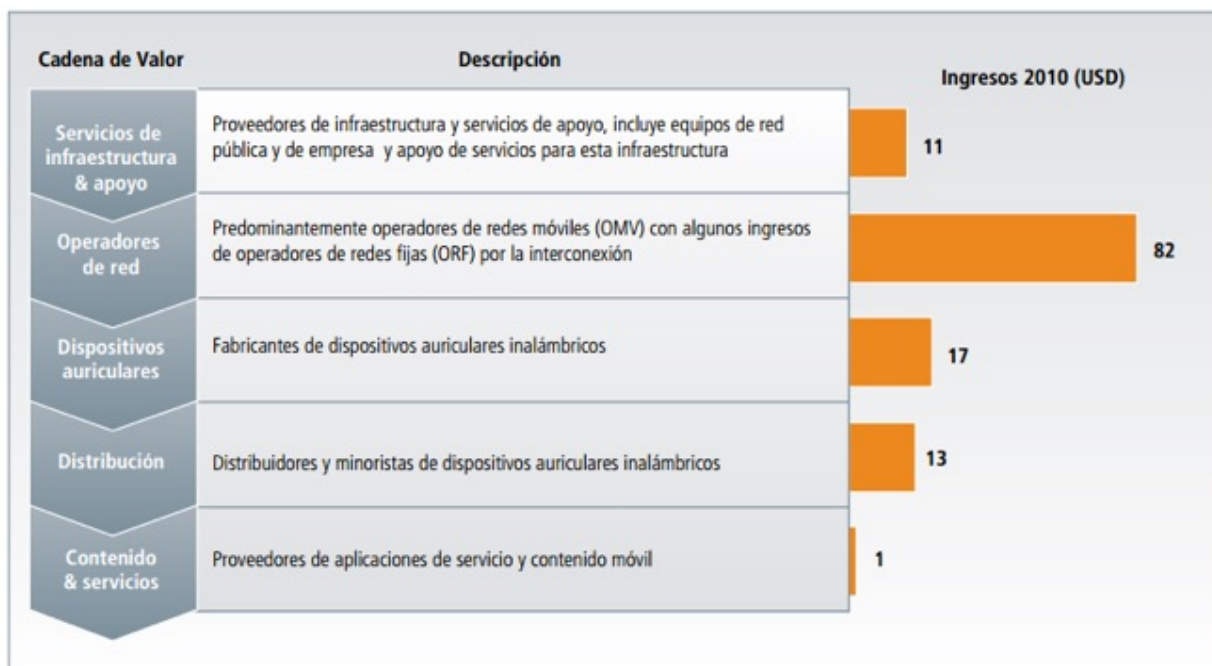 Cadena de Valor
Descripción
Ingresos 2010 (USD)
Servicios de
infraestructura
& apoyo
Proveedores de infraestructura y servicios de apoyo, incluye equipos de red
pública y de empresa y apoyo de servicios para esta infraestructura
11
Operadores
de red
Predominantemente operadores de redes móviles (OMV) con algunos ingresos
de operadores de redes fijas (ORF) por la interconexión
82
Dispositivos
auriculares
Fabricantes de dispositivos auriculares inalámbricos
17
Distribución
Distribuidores y minoristas de dispositivos auriculares inalámbricos
13
Contenido
& servicios
Proveedores de aplicaciones de servicio y contenido móvil
1